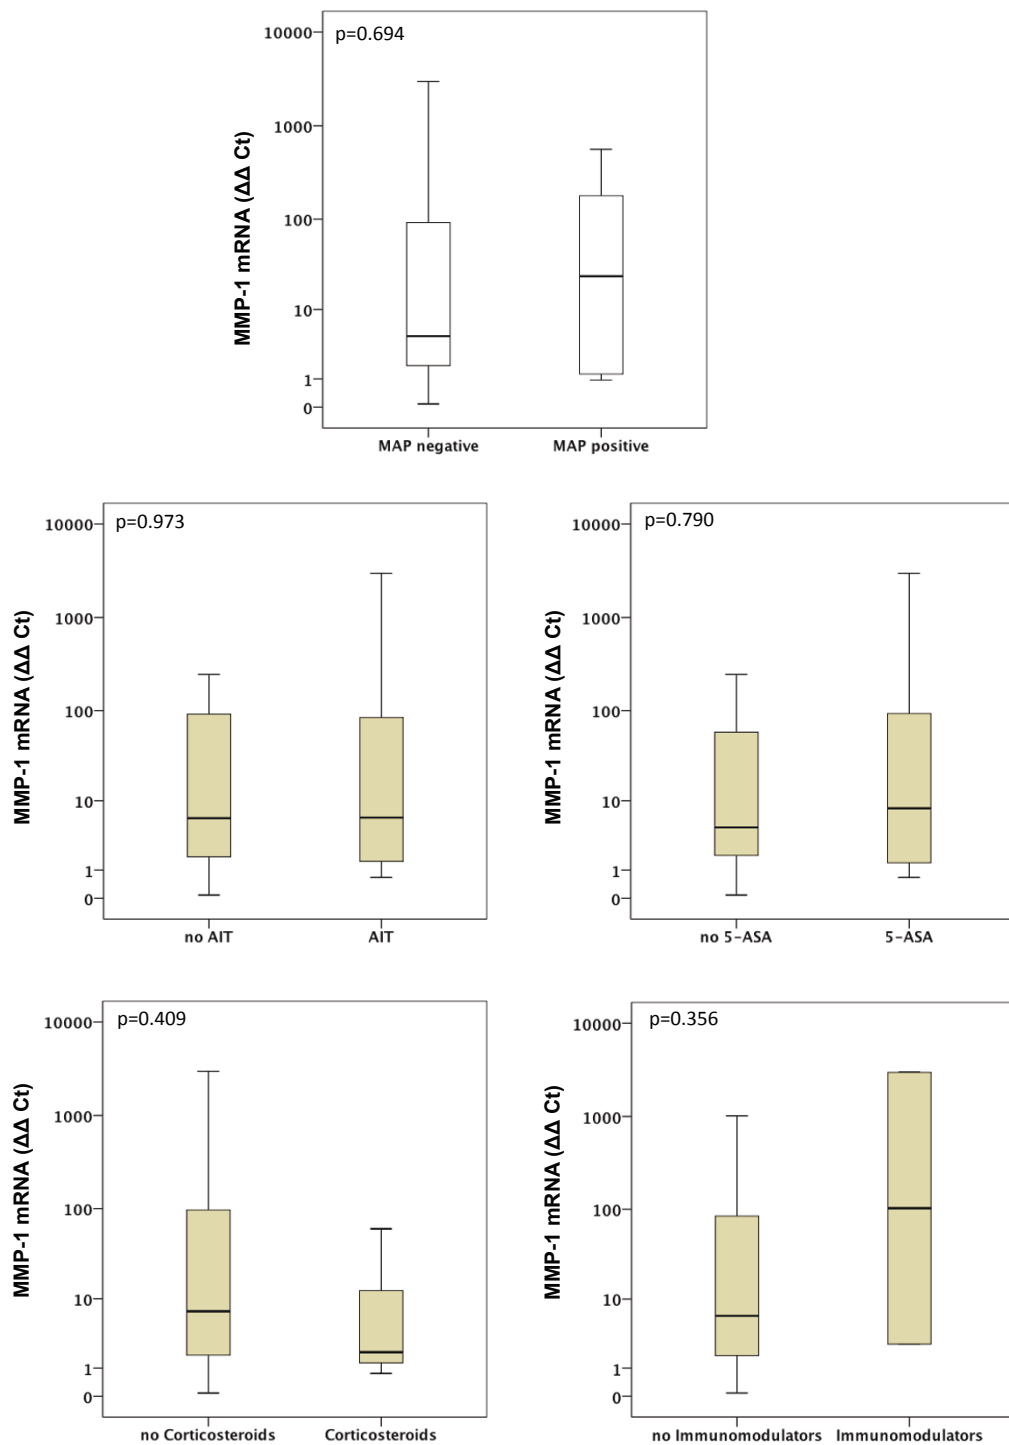 p=0.694
MMP-1 mRNA (ΔΔ Ct)
10000
1000
100
10
1
0
MAP negative MAP positive
p=0.973
MMP-1 mRNA (ΔΔ Ct)
10000
1000
100
10
1
0
no AIT AIT
p=0.790
MMP-1 mRNA (ΔΔ Ct)
10000
1000
100
10
1
0
no 5-ASA 5-ASA
p=0.409
MMP-1 mRNA (ΔΔ Ct)
10000
1000
100
10
1
0
no Corticosteroids Corticosteroids
p=0.356
MMP-1 mRNA (ΔΔ Ct)
10000
1000
100
10
1
0
no Immunomodulators Immunomodulators